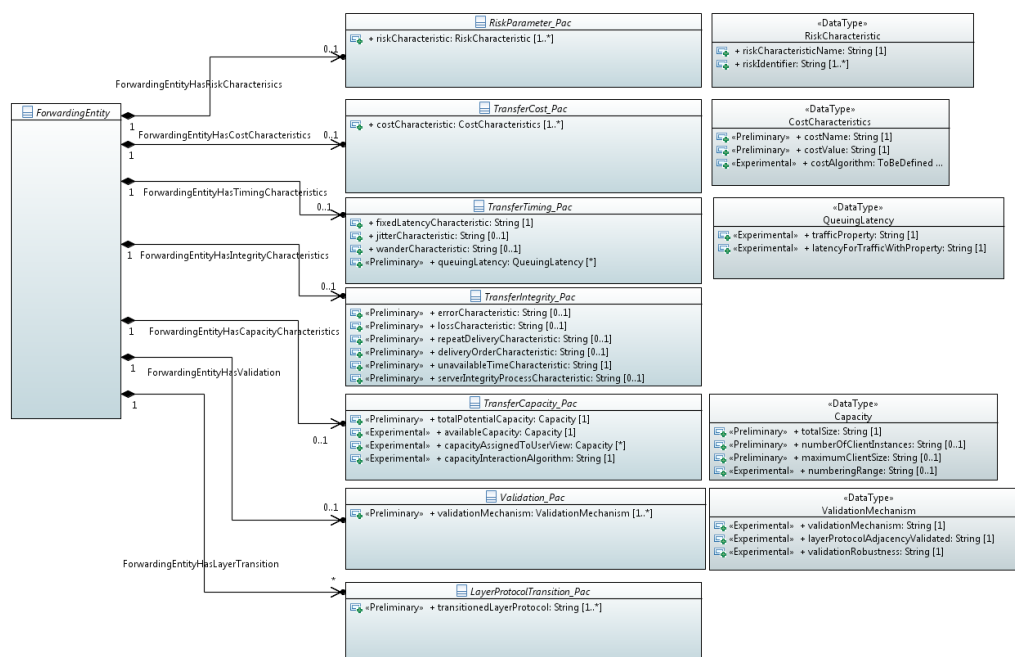 ForwardingEntity
ForwardingEntityHasRiskCharacterisics
1
0..1
ForwardingEntityHasCostCharacteristics
1
0..1
ForwardingEntityHasTimingCharacteristics
1
0..1
ForwardingEntityHasIntegrityCharacteristics
1
0..1
ForwardingEntityHasCapacityCharacteristics
1
0..1
ForwardingEntityHasValidation
1
0..1
ForwardingEntityHasLayerTransition
1
*
RiskParameter_Pac
+ riskCharacteristic: RiskCharacteristic [1..*]
«DataType»
RiskCharacteristic
+ riskCharacteristicName: String [1]
+ riskIdentifier: String [1..*]
TransferCost_Pac
+ costCharacteristic: CostCharacteristics [1..*]
«DataType»
CostCharacteristics
«Preliminary» + costName: String [1]
«Preliminary» + costValue: String [1]
«Experimental» + costAlgorithm: ToBeDefined ...
TransferTiming_Pac
+ fixedLatencyCharacteristic: String [1]
+ jitterCharacteristic: String [0..1]
+ wanderCharacteristic: String [0..1]
«Preliminary» + queuingLatency: QueuingLatency [*]
«DataType»
QueuingLatency
«Experimental» + trafficProperty: String [1]
«Experimental» + latencyForTrafficWithProperty: String [1]
TransferIntegrity_Pac
«Preliminary» + errorCharacteristic: String [0..1]
«Preliminary» + lossCharacteristic: String [0..1]
«Preliminary» + repeatDeliveryCharacteristic: String [0..1]
«Preliminary» + deliveryOrderCharacteristic: String [0..1]
«Preliminary» + unavailableTimeCharacteristic: String [1]
«Preliminary» + serverIntegrityProcessCharacteristic: String [0..1]
TransferCapacity_Pac
«Preliminary» + totalPotentialCapacity: Capacity [1]
«Experimental» + availableCapacity: Capacity [1]
«Experimental» + capacityAssignedToUserView: Capacity [*]
«Experimental» + capacityInteractionAlgorithm: String [1]
«DataType»
Capacity
«Preliminary» + totalSize: String [1]
«Preliminary» + numberOfClientInstances: String [0..1]
«Preliminary» + maximumClientSize: String [0..1]
«Experimental» + numberingRange: String [0..1]
Validation_Pac
«Preliminary» + validationMechanism: ValidationMechanism [1..*]
«DataType»
ValidationMechanism
«Experimental» + validationMechanism: String [1]
«Experimental» + layerProtocolAdjacencyValidated: String [1]
«Experimental» + validationRobustness: String [1]
LayerProtocolTransition_Pac
«Preliminary» + transitionedLayerProtocol: String [1..*]